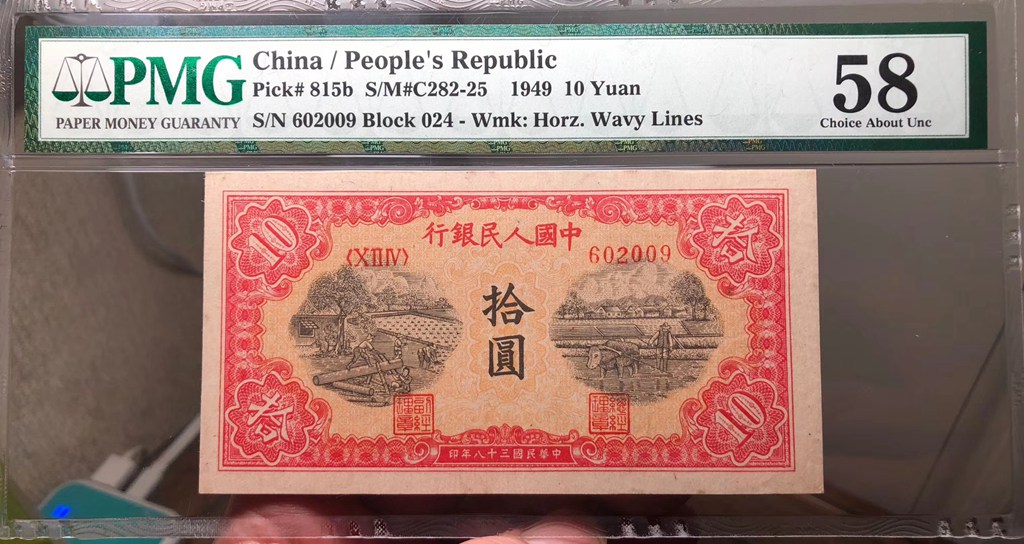 PMG
PAPER MONEY GUARANTY
China / People's Republic
Pick# 815b S/M#C282-25 1949 10 Yuan
S/N 602009 Block 024 - Wmk: Horz. Wavy Lines
58
Choice About Unc
10
拾
行銀民人國中
〈XIIIV〉
602009
拾圓
拾
10
印年八十三國民華中